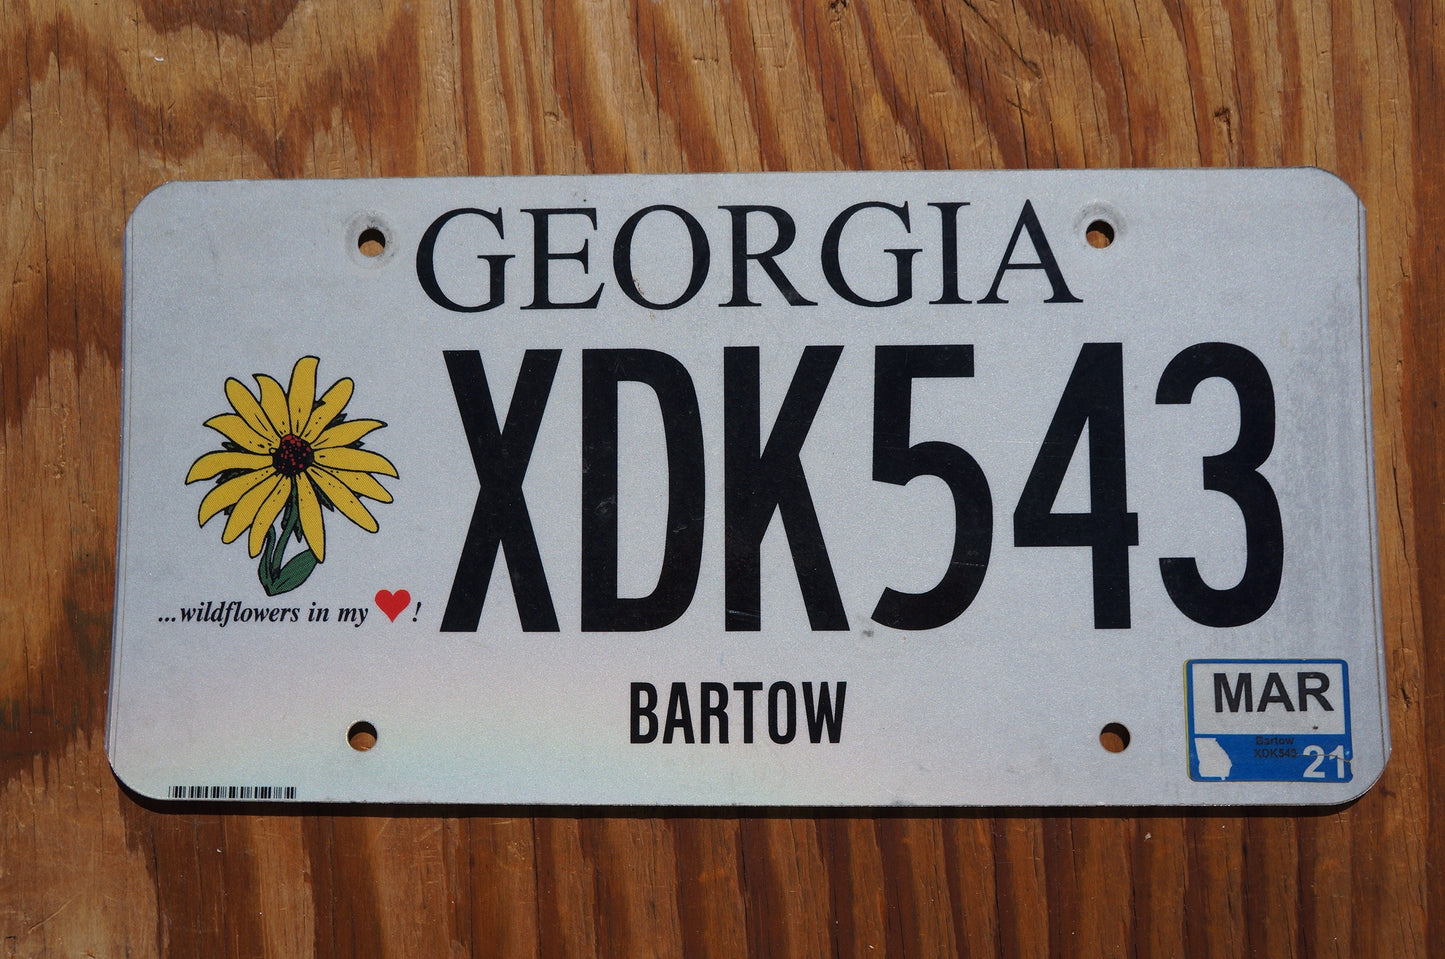 GEORGIA
XDK543
...wildflowers in my ❤!
BARTOW
MAR
Bartow
XDK543
21